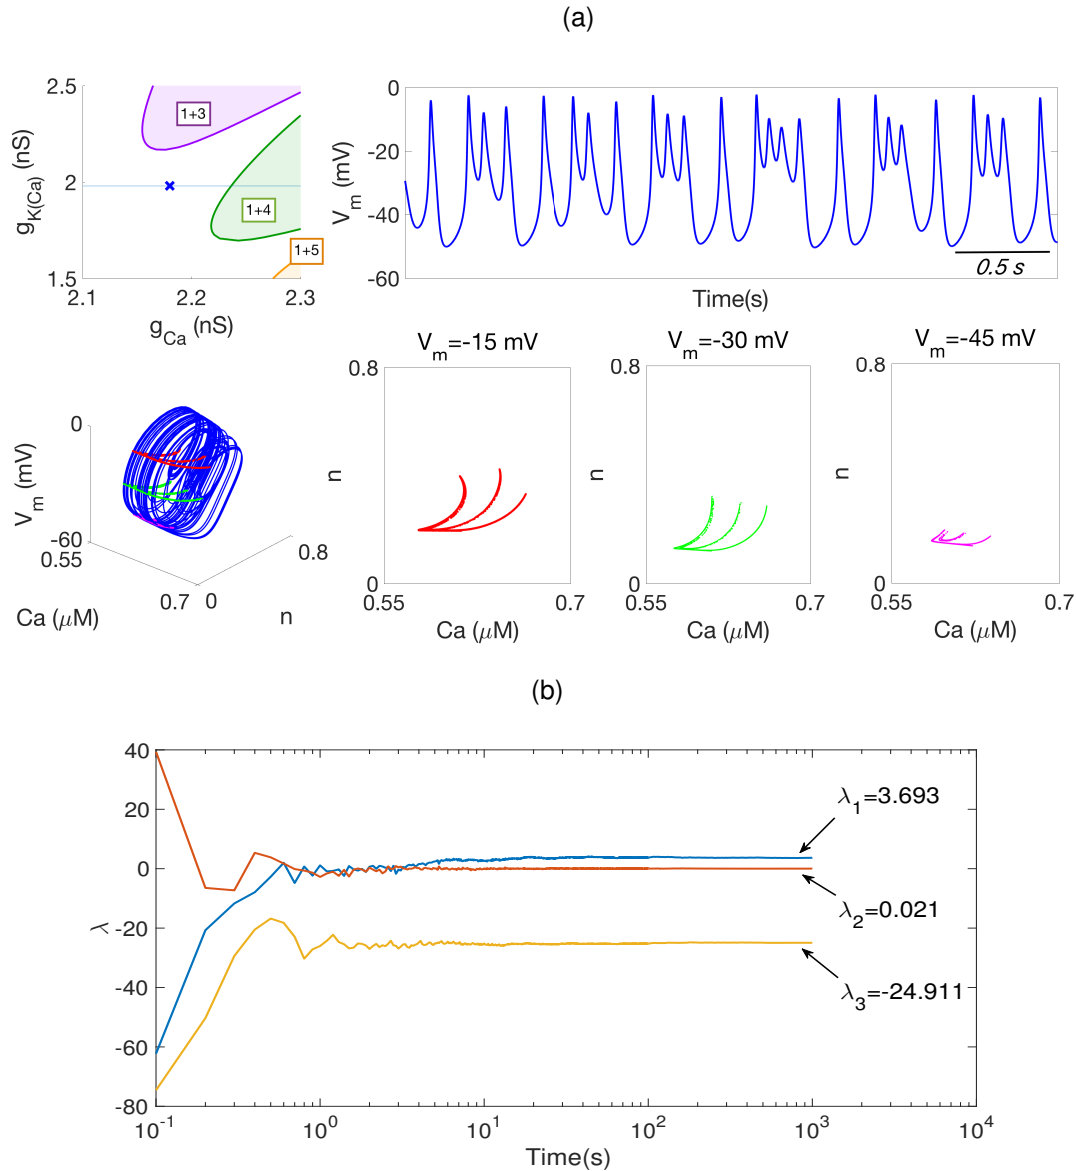 (a)
2.5
2
1.5
g_K(Ca) (nS)
1+3
1+4
1+5
2.1 2.2 2.3
g_Ca (nS)
0
-20
-40
-60
V_m (mV)
0.5 s
Time(s)
0
-60
V_m (mV)
0.55
0.7
Ca (μM)
0
0.8
n
V_m=-15 mV
0.8
n
0
0.55 0.7
Ca (μM)
V_m=-30 mV
0.8
n
0
0.55 0.7
Ca (μM)
V_m=-45 mV
0.8
n
0
0.55 0.7
Ca (μM)
(b)
40
20
0
-20
-40
-60
-80
λ
λ_1=3.693
λ_2=0.021
λ_3=-24.911
10^-1 10^0 10^1 10^2 10^3 10^4
Time(s)